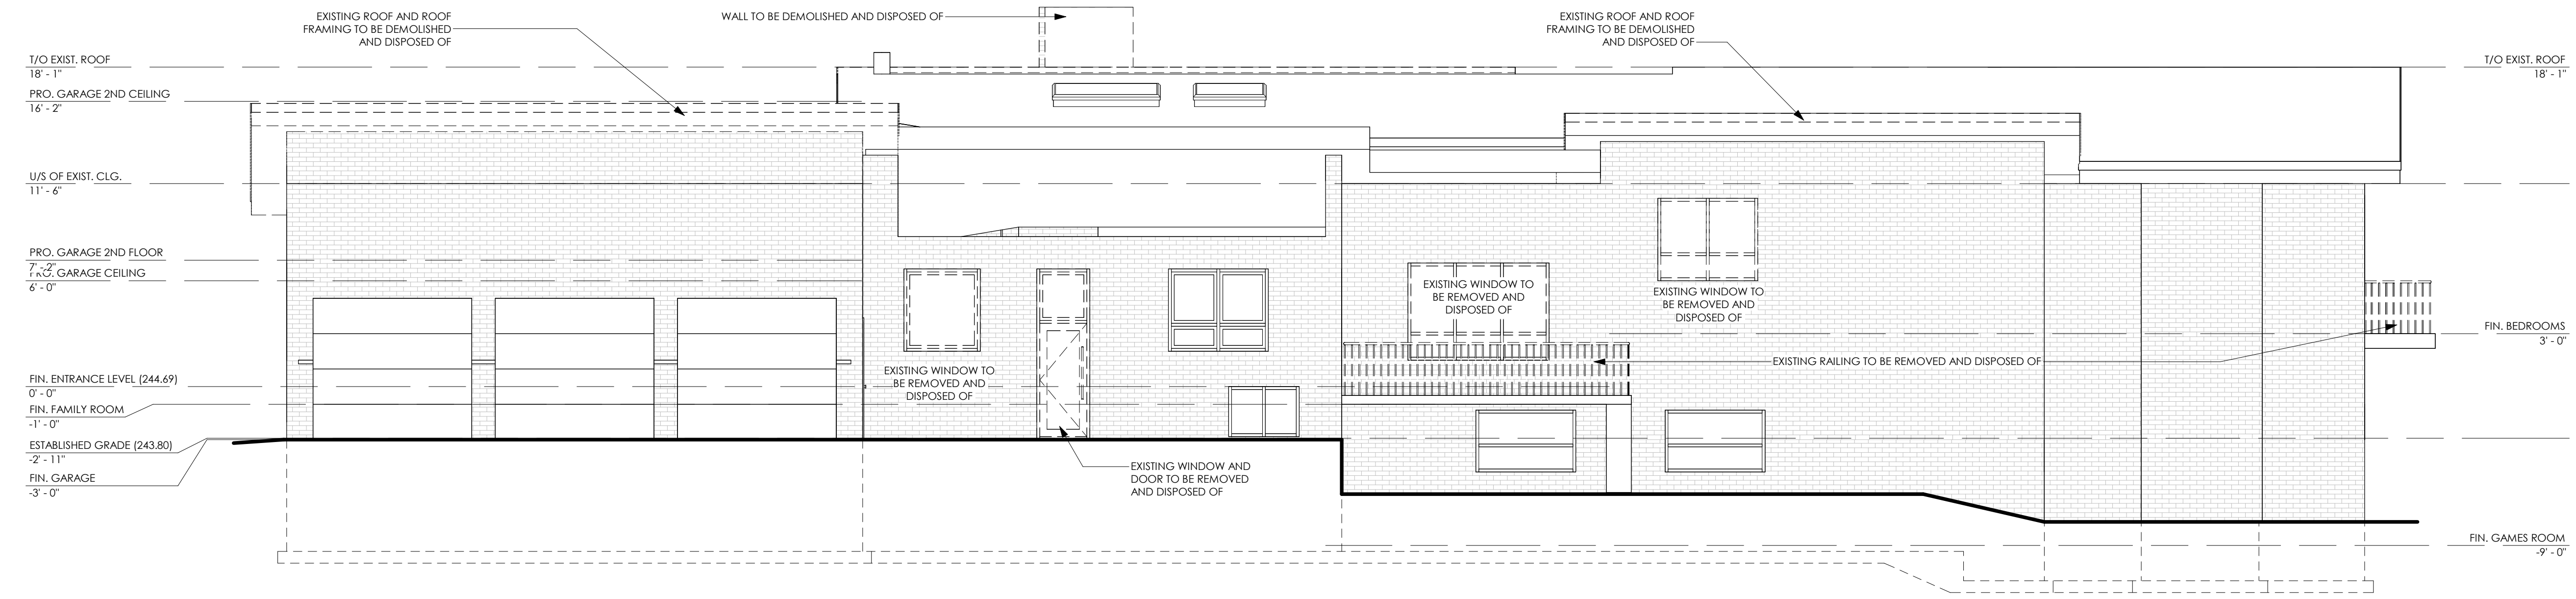 EXISTING ROOF AND ROOF
FRAMING TO BE DEMOLISHED
AND DISPOSED OF
WALL TO BE DEMOLISHED AND DISPOSED OF
EXISTING ROOF AND ROOF
FRAMING TO BE DEMOLISHED
AND DISPOSED OF
T/O EXIST. ROOF
18' - 1"
T/O EXIST. ROOF
18' - 1"
PRO. GARAGE 2ND CEILING
16' - 2"
U/S OF EXIST. CLG.
11' - 6"
PRO. GARAGE 2ND FLOOR
7' - 2"
PRO. GARAGE CEILING
6' - 0"
EXISTING WINDOW TO
BE REMOVED AND
DISPOSED OF
EXISTING WINDOW TO
BE REMOVED AND
DISPOSED OF
FIN. BEDROOMS
3' - 0"
EXISTING RAILING TO BE REMOVED AND DISPOSED OF
EXISTING WINDOW TO
BE REMOVED AND
DISPOSED OF
FIN. ENTRANCE LEVEL (244.69)
0' - 0"
FIN. FAMILY ROOM
-1' - 0"
ESTABLISHED GRADE (243.80)
-2' - 11"
FIN. GARAGE
-3' - 0"
EXISTING WINDOW AND
DOOR TO BE REMOVED
AND DISPOSED OF
FIN. GAMES ROOM
-9' - 0"